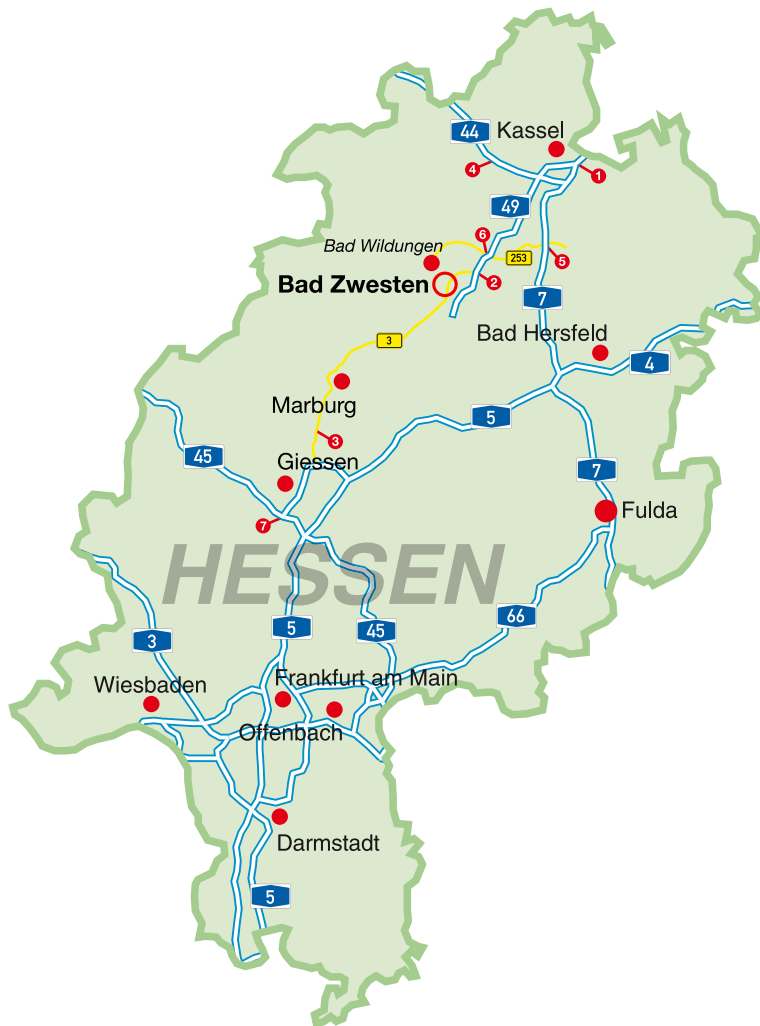 44
Kassel
4
1
49
6
Bad Wildungen
253
5
Bad Zwesten
2
7
3
Bad Hersfeld
4
Marburg
5
3
45
Giessen
7
Fulda
7
HESSEN
66
5
45
3
Frankfurt am Main
Wiesbaden
Offenbach
Darmstadt
5